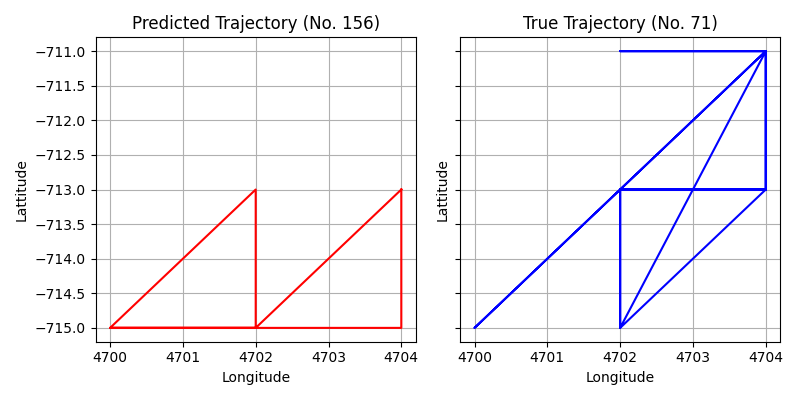 Predicted Trajectory (No. 156)
−711.0
−711.5
−712.0
−712.5
−713.0
−713.5
−714.0
−714.5
−715.0
Lattitude
4700 4701 4702 4703 4704
Longitude
True Trajectory (No. 71)
Lattitude
4700 4701 4702 4703 4704
Longitude